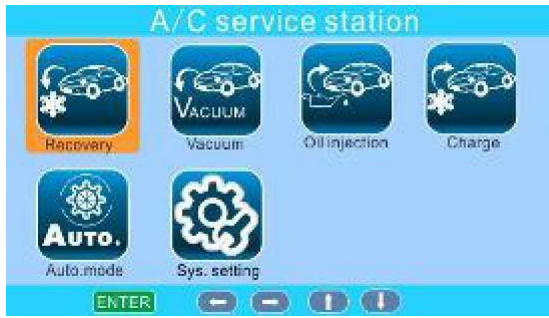 A/C service station
VACUUM
Recovery
Vacuum
Oil injection
Charge
AUTO.
Auto.mode
Sys. setting
ENTER